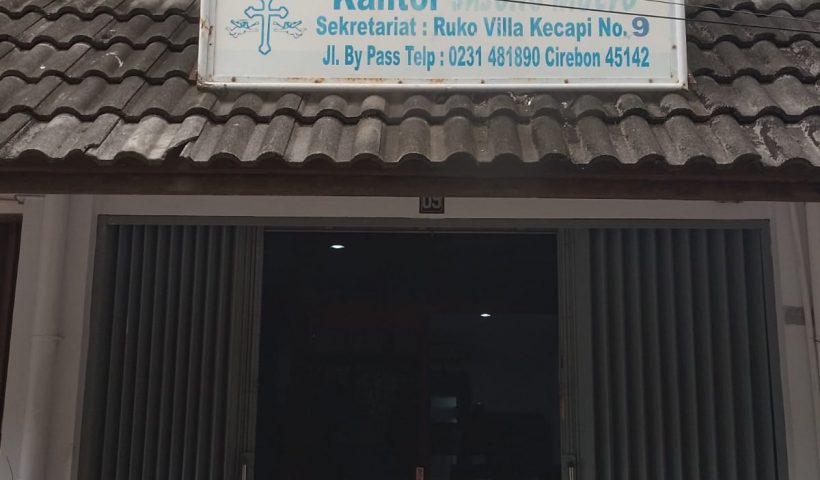 Kantor
Sekretariat : Ruko Villa Kecapi No. 9
Jl. By Pass Telp : 0231 481890 Cirebon 45142
09